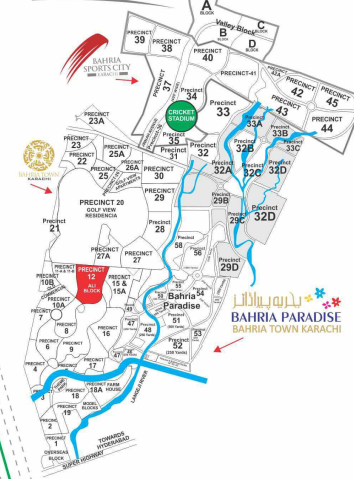 A
BLOCK
Valley Block
B
BLOCK
C
BLOCK
D
BLOCK
PRECINCT
39
PRECINCT
38
PRECINCT
40
PRECINCT-41
PRECINCT
42
PRECINCT
45
PRECINCT
43
PRECINCT
44
BAHRIA
SPORTS CITY
KARACHI
PRECINCT
37
Precinct
34
CRICKET
STADIUM
Precinct
33
Precinct
33A
PRECINCT
33B
PRECINCT
33C
Precinct
35
Precinct
31
Precinct
32
Precinct
32A
Precinct
32B
Precinct
32C
Precinct
32D
Precinct
32D
PRECINCT
23A
PRECINCT
23
PRECINCT
22
PRECINCT
25A
PRECINCT
25
PRECINCT
26A
PRECINCT
Precinct
30
Precinct
29
Precinct
29B
Precinct
29C
Precinct
29D
BAHRIA TOWN
KARACHI
PRECINCT 20
GOLF VIEW
RESIDENCIA
Precinct
21
Precinct
28
PRECINCT
27A
PRECINCT
27
Precinct
58
Precinct
56
PRECINCT
12
ALI
BLOCK
PRECINCT
10B
PRECINCT
10A
PRECINCT
15 &
15A
Precinct
54
Bahria
Paradise
Precinct
51
Precinct
53
Precinct
52
Precinct
48
47
46
49
بحریہ پیراڈائز
BAHRIA PARADISE
BAHRIA TOWN KARACHI
PRECINCT
8
PRECINCT
16
PRECINCT
9
PRECINCT
6
PRECINCT
4
PRECINCT
17
3
PRECINCT
18
PRECINCT
18A
FARM
HOUSE
MODEL
BLOCKS
PRECINCT
19
PRECINCT
2
PRECINCT
1
OVERSEAS
BLOCK
LANGEJI RIVER
TOWARDS
HYDERABAD
SUPER HIGHWAY